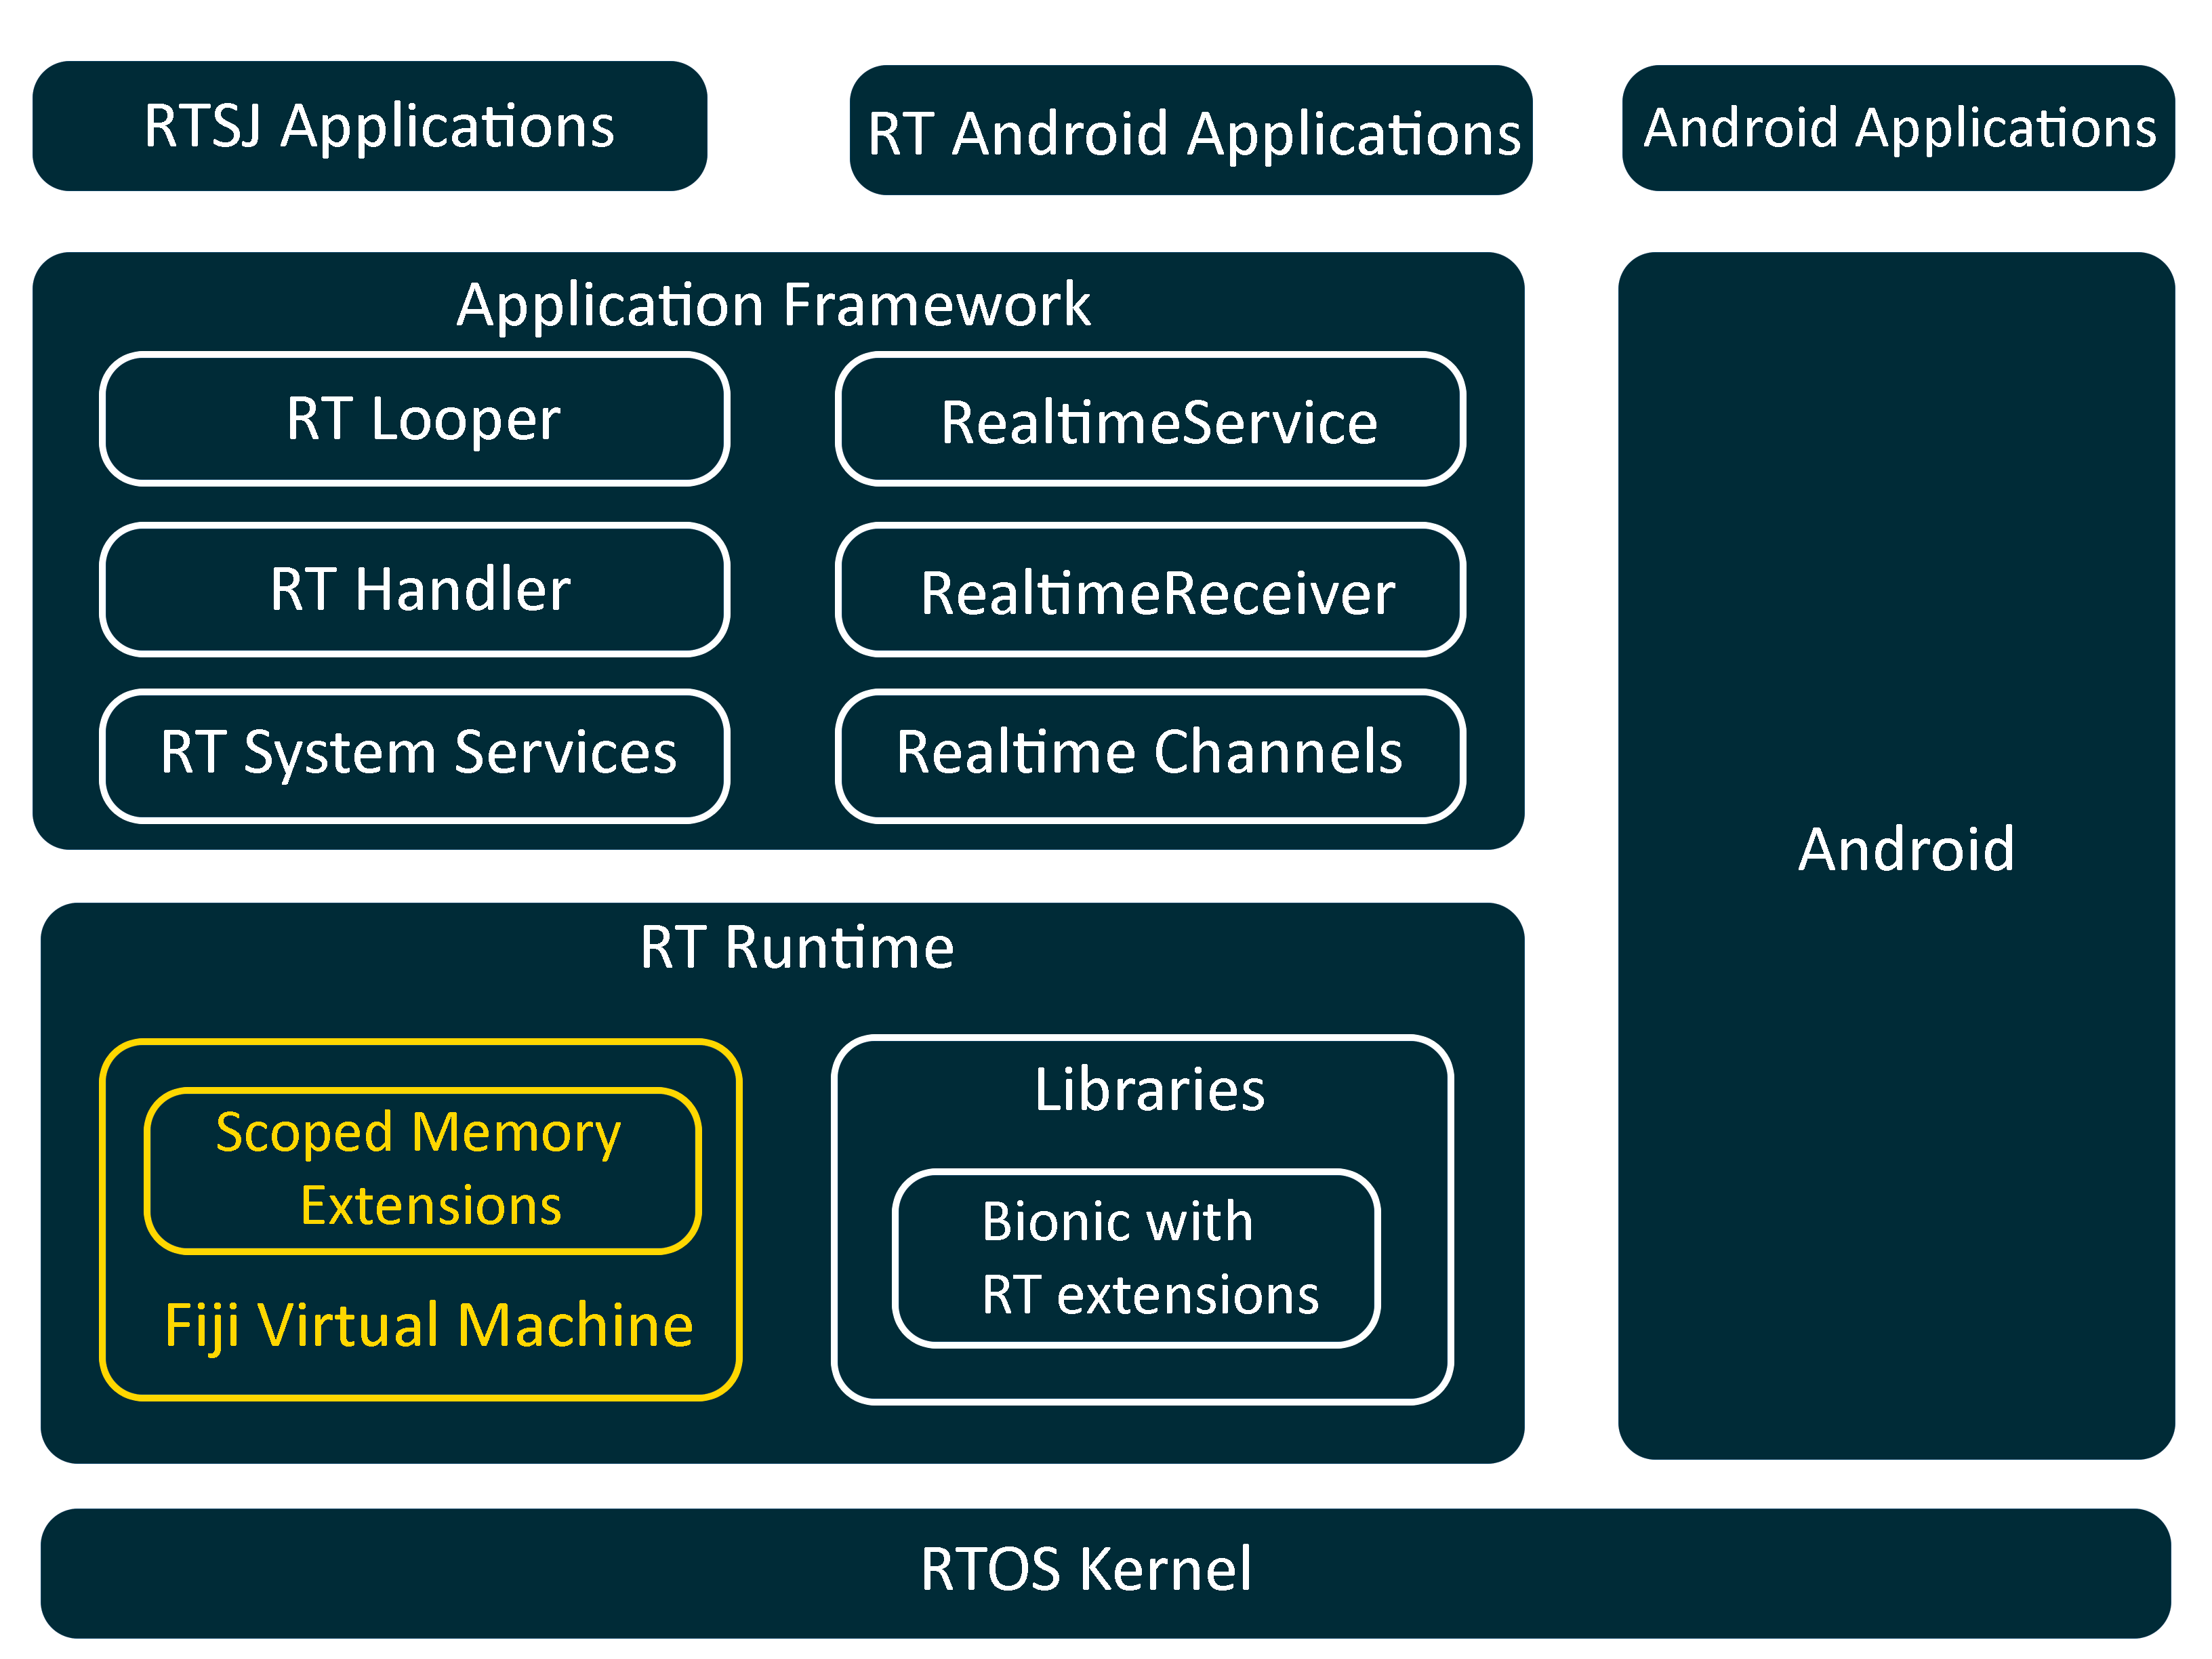 RTSJ Applications
RT Android Applications
Android Applications
Application Framework
RT Looper
RealtimeService
RT Handler
RealtimeReceiver
RT System Services
Realtime Channels
Android
RT Runtime
Scoped Memory
Extensions
Fiji Virtual Machine
Libraries
Bionic with
RT extensions
RTOS Kernel